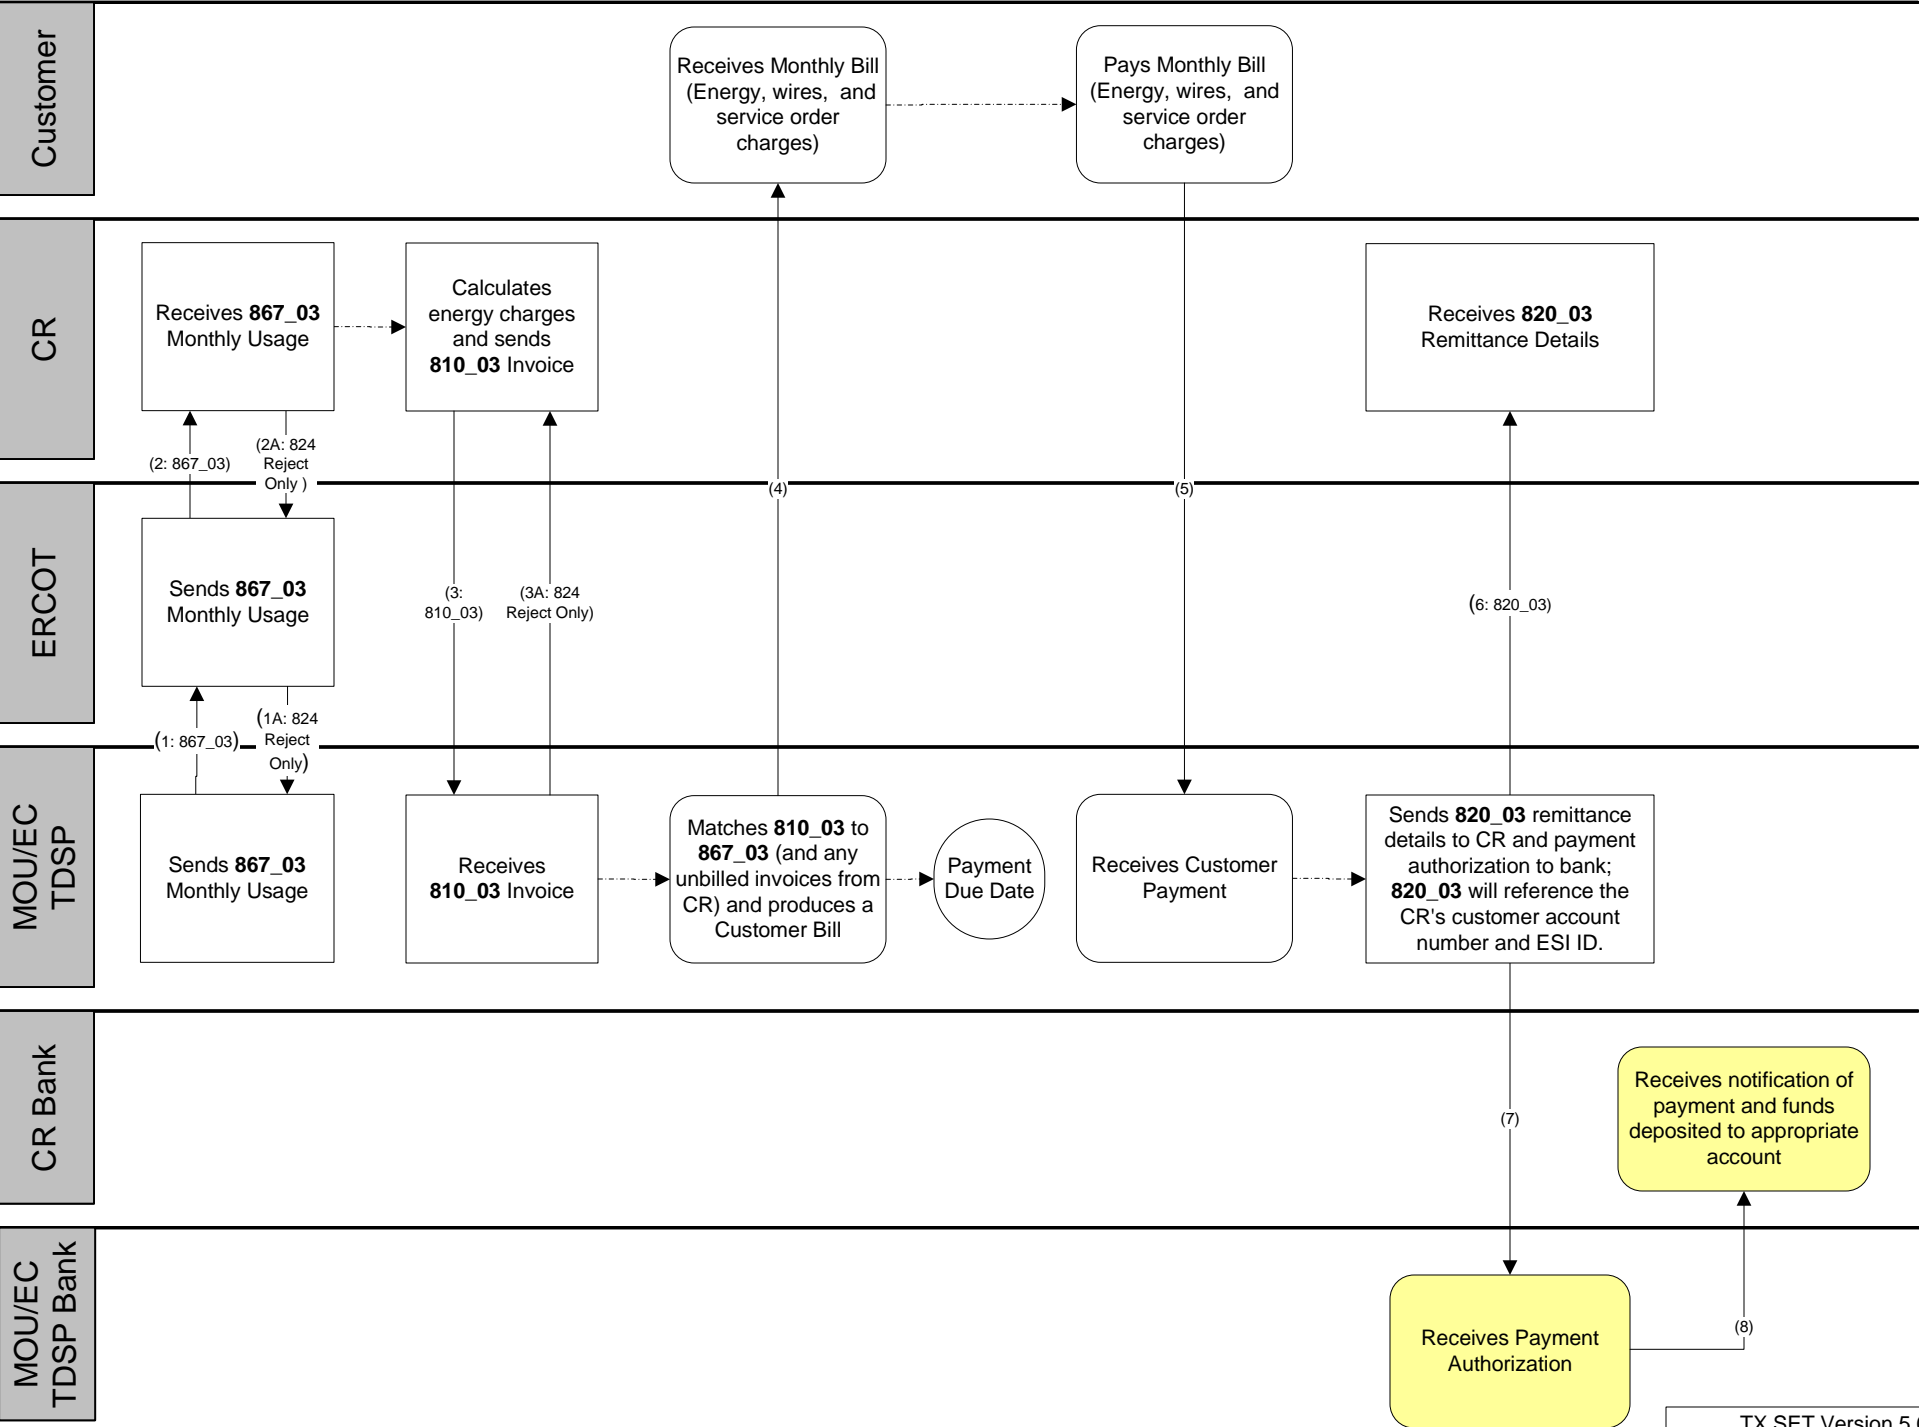 Customer
Receives Monthly Bill
(Energy, wires, and
service order
charges)
Pays Monthly Bill
(Energy, wires, and
service order
charges)
CR
Receives 867_03
Monthly Usage
Calculates
energy charges
and sends
810_03 Invoice
Receives 820_03
Remittance Details
(2: 867_03)
(2A: 824
Reject
Only )
(4)
(5)
ERCOT
Sends 867_03
Monthly Usage
(3:
810_03)
(3A: 824
Reject Only)
(6: 820_03)
(1: 867_03)
(1A: 824
Reject
Only)
MOU/EC
TDSP
Sends 867_03
Monthly Usage
Receives
810_03 Invoice
Matches 810_03 to
867_03 (and any
unbilled invoices from
CR) and produces a
Customer Bill
Payment
Due Date
Receives Customer
Payment
Sends 820_03 remittance
details to CR and payment
authorization to bank;
820_03 will reference the
CR's customer account
number and ESI ID.
CR Bank
(7)
Receives notification of
payment and funds
deposited to appropriate
account
MOU/EC
TDSP Bank
Receives Payment
Authorization
(8)
TX SET Version 5.